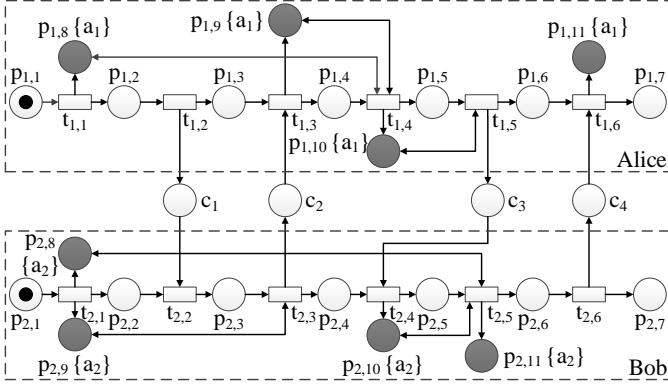 p1,9 {a1}
p1,8 {a1}
p1,11 {a1}
p1,1 p1,2 p1,3 p1,4 p1,5 p1,6 p1,7
t1,1 t1,2 t1,3 t1,4 t1,5 t1,6
p1,10 {a1}
Alice
c1 c2 c3 c4
p2,8
{a2}
t2,1 t2,2 t2,3 t2,4 t2,5 t2,6
p2,1 p2,2 p2,3 p2,4 p2,5 p2,6 p2,7
p2,9 {a2} p2,10 {a2} p2,11 {a2}
Bob